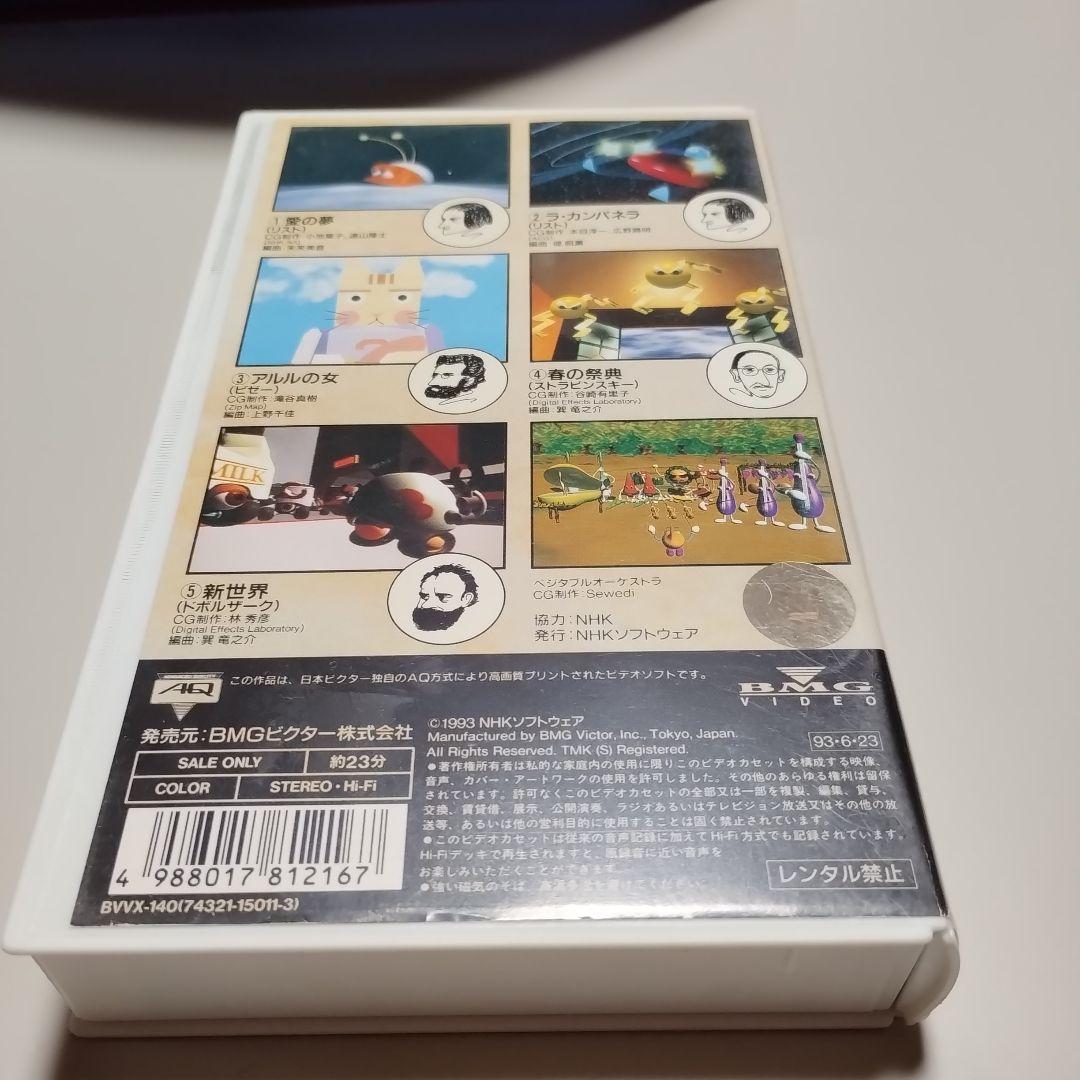 ① 愛の夢
(リスト)
② ラ・カンパネラ
(リスト)
③ アルルの女
(ビゼー)
CG制作:滝谷真樹
(Zip Map)
編曲:上野千佳
④ 春の祭典
(ストラビンスキー)
CG制作:谷崎有里子
(Digital Effects Laboratory)
編曲:巽 竜之介
MILK
⑤ 新世界
(ドボルザーク)
CG制作:林 秀彦
(Digital Effects Laboratory)
編曲:巽 竜之介
ベジタブルオーケストラ
CG制作:Sewedi
協力:NHK
発行:NHKソフトウェア
AQ
この作品は、日本ビクター独自のAQ方式により高画質プリントされたビデオソフトです。
BMG
VIDEO
発売元:BMGビクター株式会社
SALE ONLY
約23分
COLOR
STEREO・Hi-Fi
©1993 NHKソフトウェア
Manufactured by BMG Victor, Inc., Tokyo, Japan.
All Rights Reserved. TMK (S) Registered.
93・6・23
●著作権所有者は私的な家庭内の使用に限りこのビデオカセットを構成する映像、
音声、カバー・アートワークの使用を許可しました。その他のあらゆる権利は留保
されています。許可なくこのビデオカセットの全部又は一部を複製、編集、貸与、
交換、賃貸借、展示、公開演奏、ラジオあるいはテレビジョン放送又はその他の放
送等、あるいは他の営利目的に使用することは固く禁止されています。
●このビデオカセットは従来の音声記録に加えてHi-Fi方式でも記録されています。
Hi-Fiデッキで再生されますと、原録音に近い音声を
お楽しみいただくことができます。
●強い磁気のそば、高温多湿を避けてください。
レンタル禁止
4 988017 812167
BVVX-140(74321-15011-3)